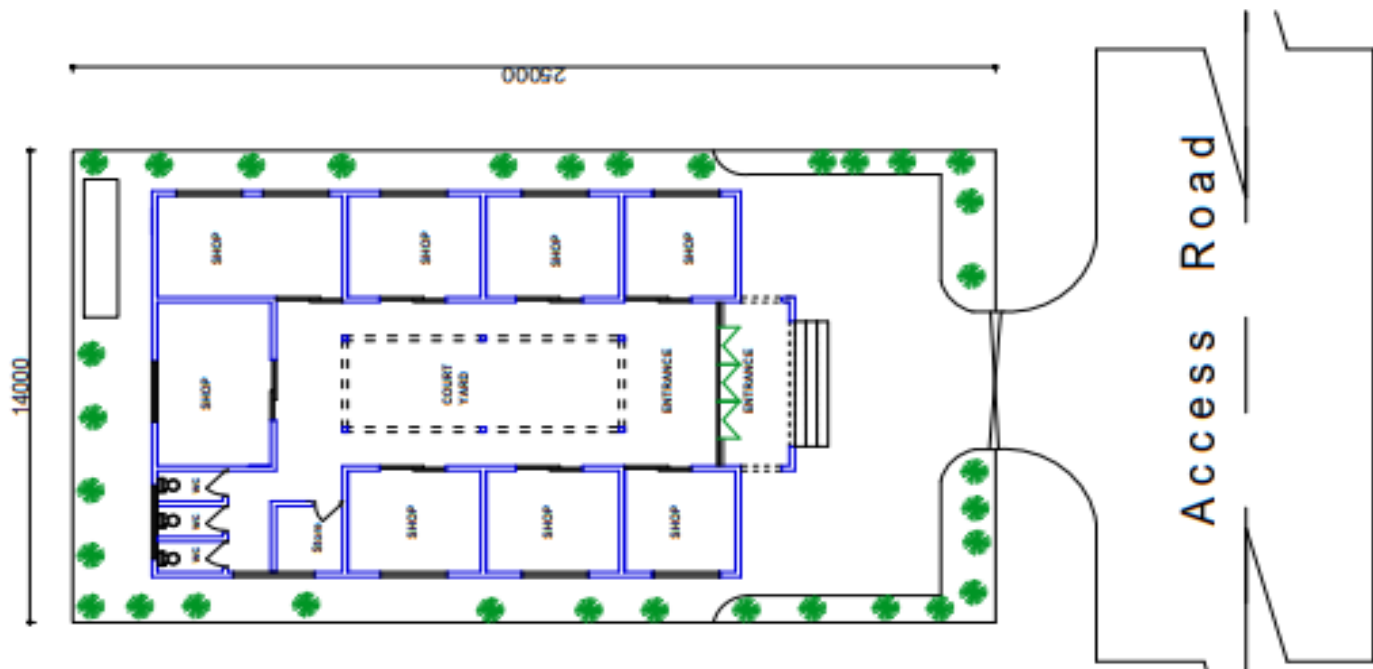 25000
14000
SHOP
SHOP
SHOP
SHOP
SHOP
COURT
YARD
ENTRANCE
ENTRANCE
WC
WC
WC
Store
SHOP
SHOP
SHOP
Access Road